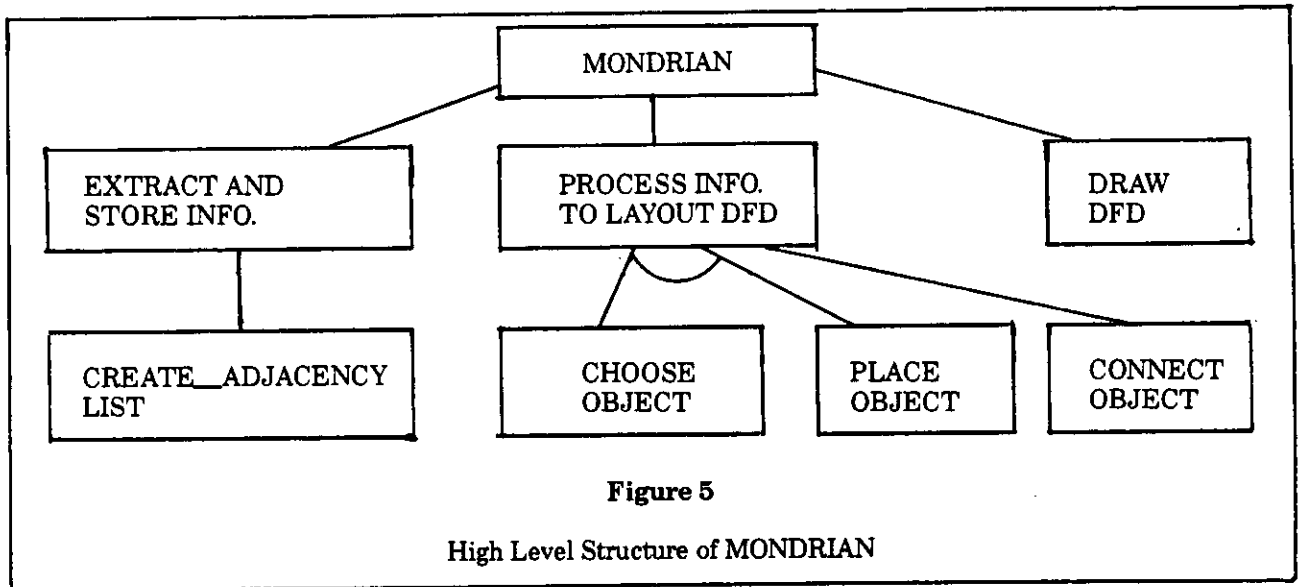 MONDRIAN
EXTRACT AND
STORE INFO.
PROCESS INFO.
TO LAYOUT DFD
DRAW
DFD
CREATE__ADJACENCY
LIST
CHOOSE
OBJECT
PLACE
OBJECT
CONNECT
OBJECT
Figure 5
High Level Structure of MONDRIAN